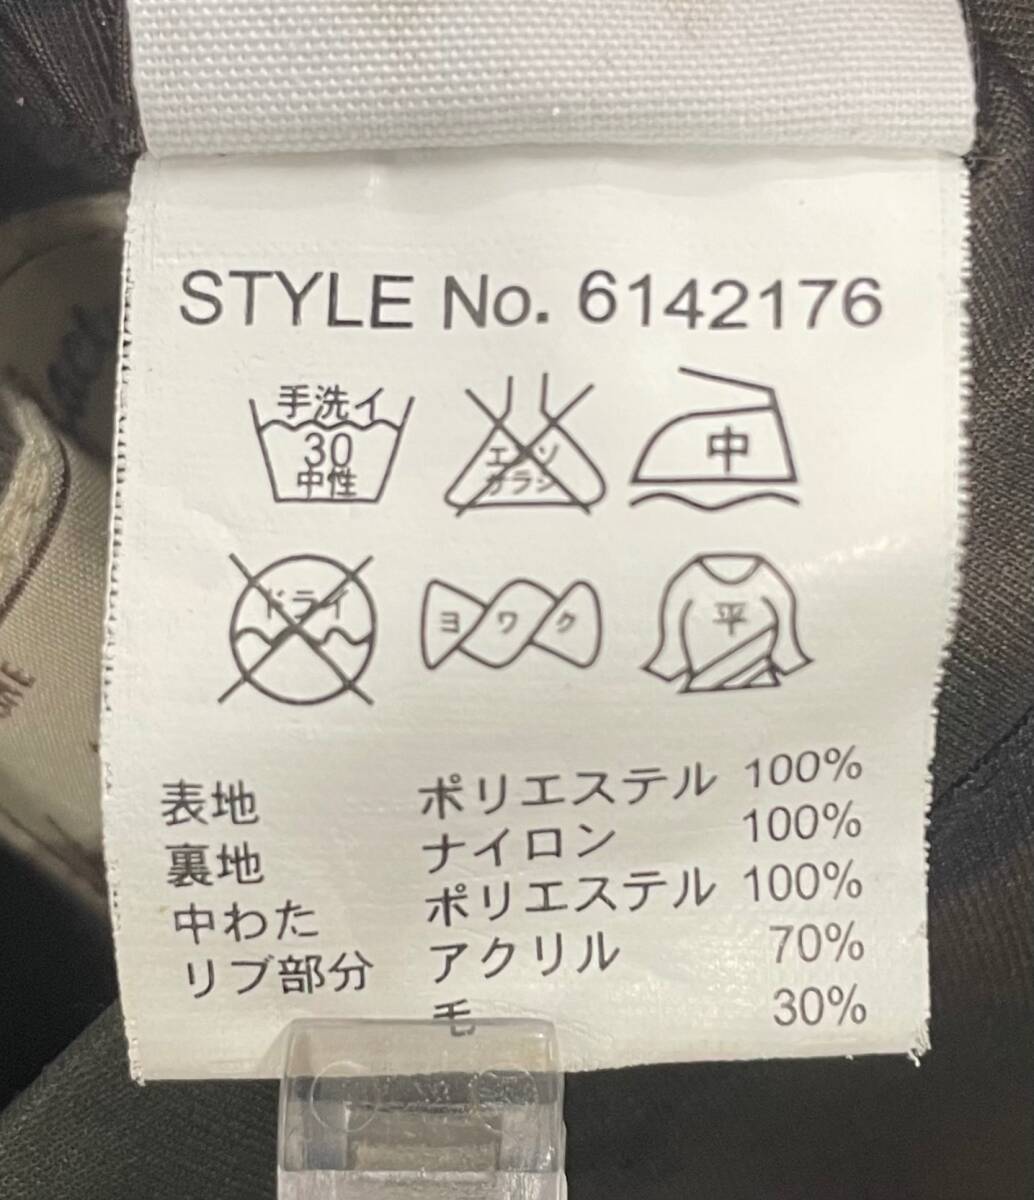 STYLE No. 6142176
手洗イ
30
中性
エンソ
サラシ
中
ドライ
ヨワク
平
表地 ポリエステル 100%
裏地 ナイロン 100%
中わた ポリエステル 100%
リブ部分 アクリル 70%
毛 30%